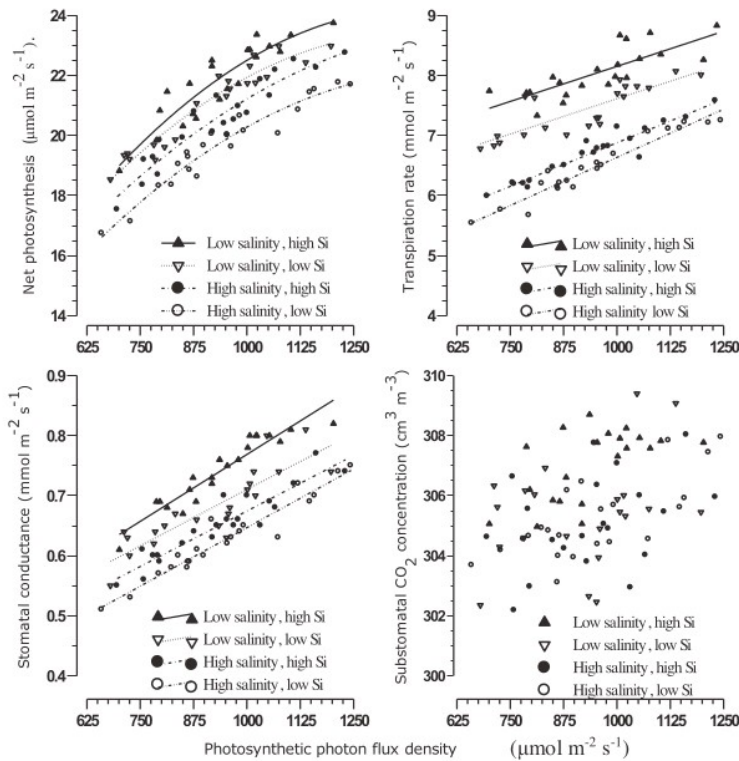 Net photosynthesis (μmol m⁻² s⁻¹).
24
22
20
18
16
14
625 750 875 1000 1125 1250
Low salinity, high Si
Low salinity, low Si
High salinity, high Si
High salinity, low Si
Transpiration rate (mmol m⁻² s⁻¹)
9
8
7
6
5
4
625 750 875 1000 1125 1250
Low salinity, high Si
Low salinity, low Si
High salinity, high Si
High salinity low Si
Stomatal conductance (mmol m⁻² s⁻¹)
0.9
0.8
0.7
0.6
0.5
0.4
625 750 875 1000 1125 1250
Low salinity, high Si
Low salinity, low Si
High salinity, high Si
High salinity, low Si
Substomatal CO₂ concentration (cm³ m⁻³)
310
308
306
304
302
300
625 750 875 1000 1125 1250
Low salinity, high Si
Low salinity, low Si
High salinity, high Si
High salinity, low Si
Photosynthetic photon flux density (μmol m⁻² s⁻¹)